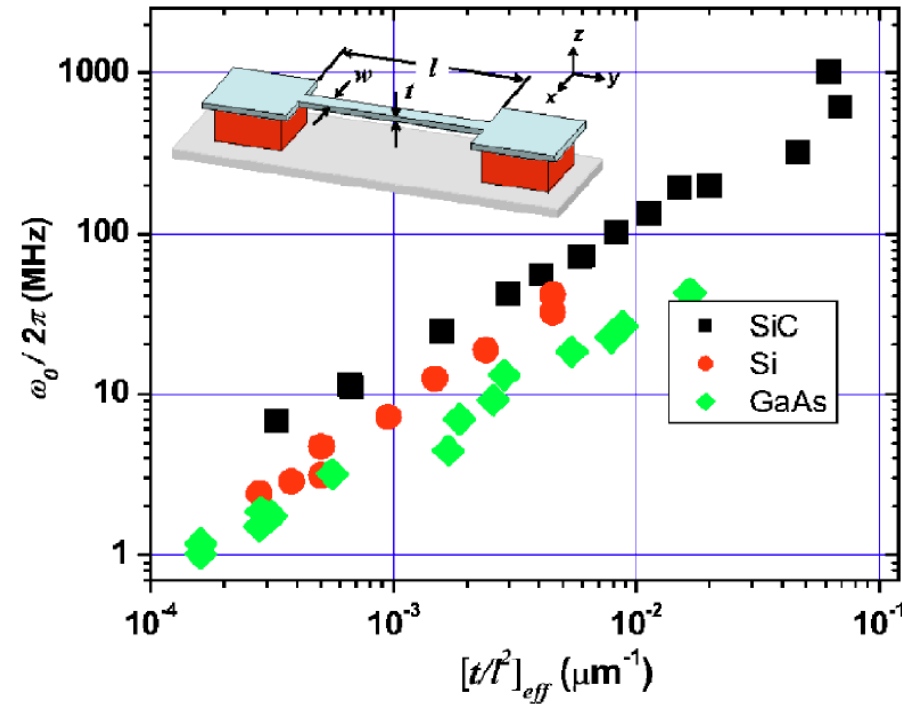 1000
100
10
1
ω₀ / 2π (MHz)
w
l
t
z
y
x
SiC
Si
GaAs
10⁻⁴
10⁻³
10⁻²
10⁻¹
[t/l²]eff (μm⁻¹)